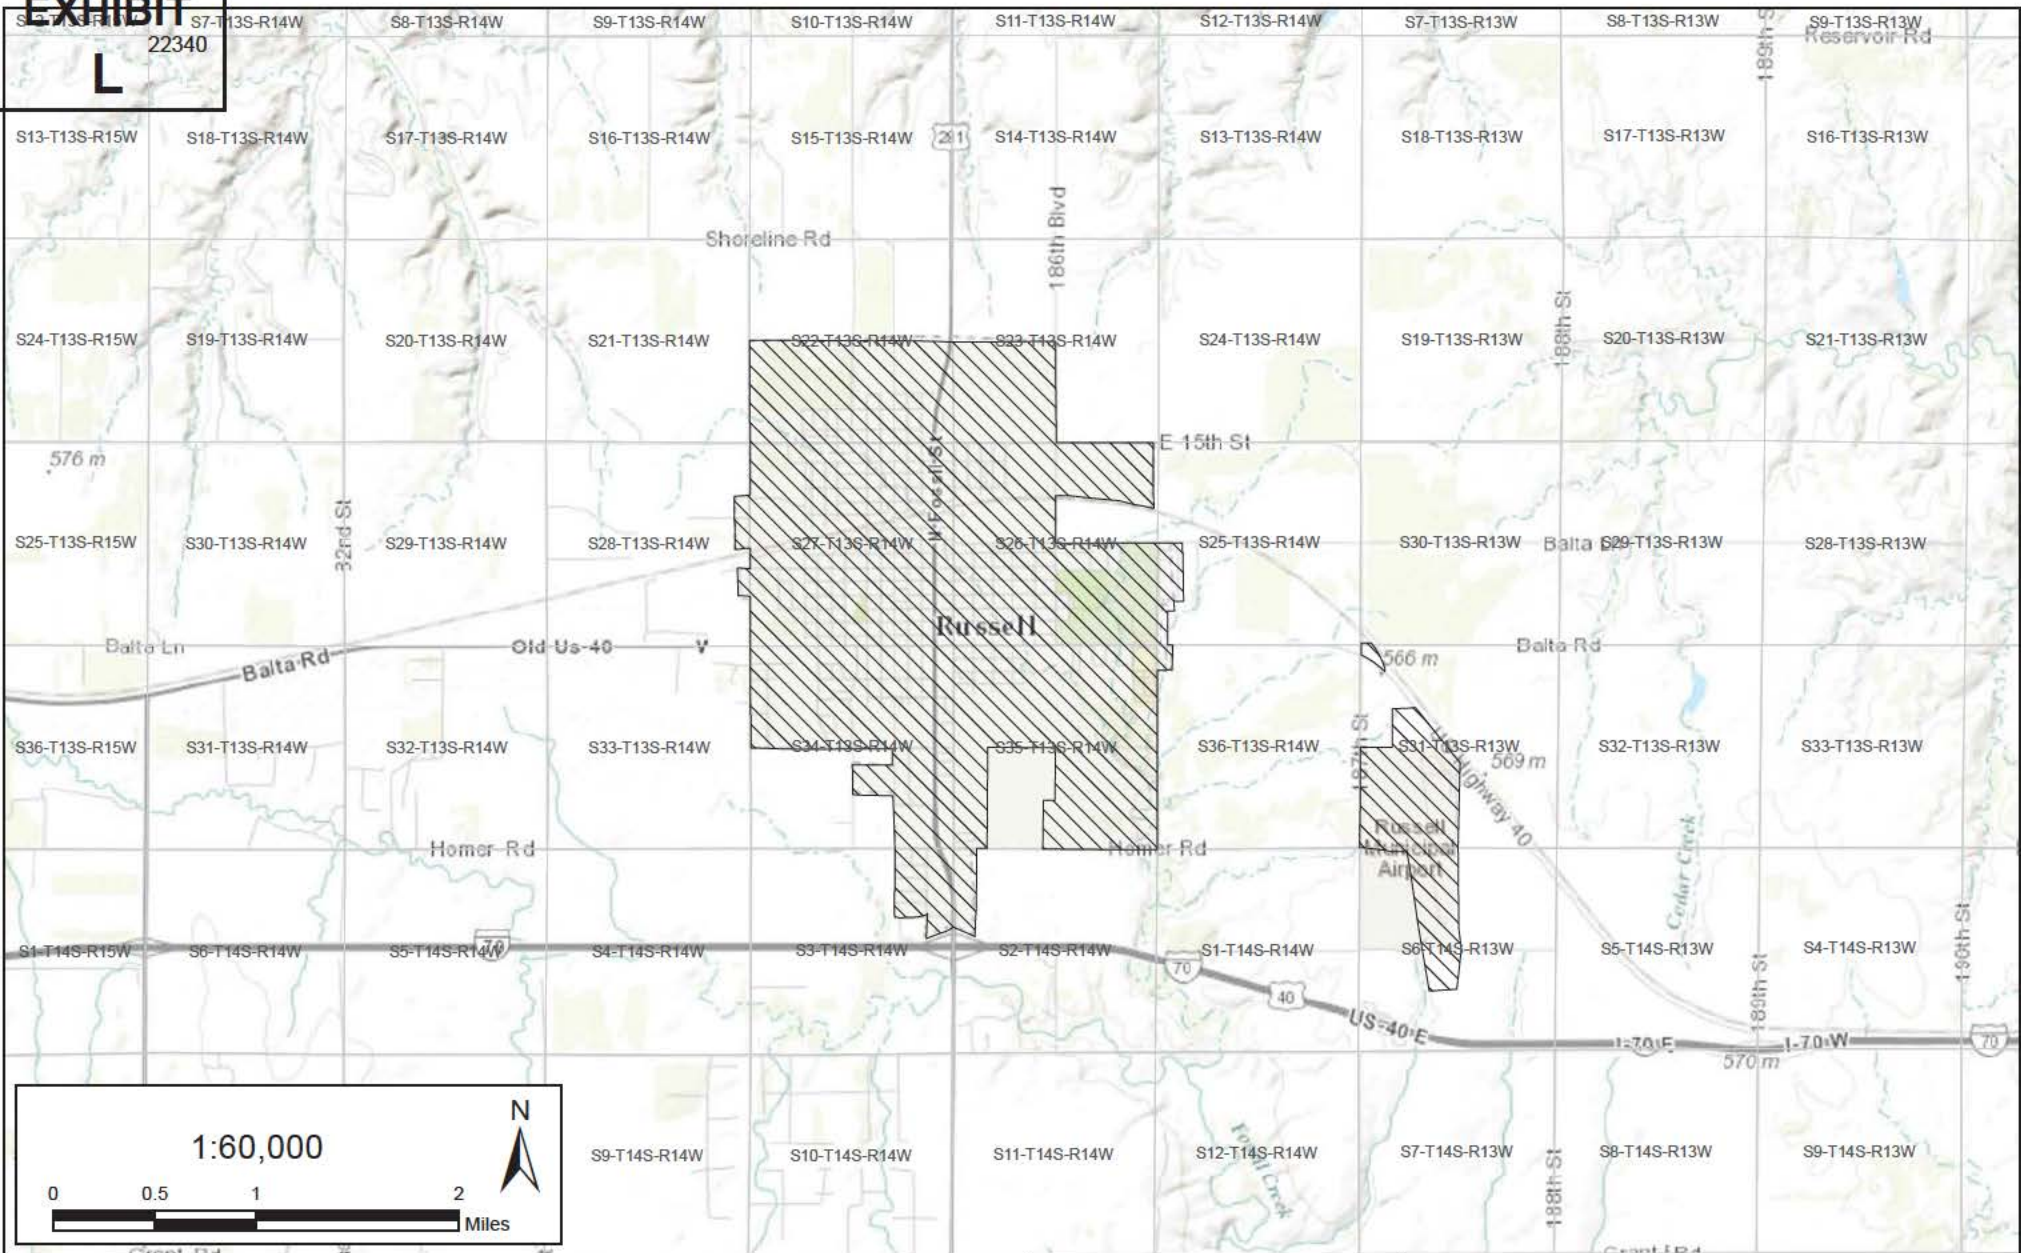 EXHIBIT
22340
L
S7-T13S-R14W
S8-T13S-R14W
S9-T13S-R14W
S10-T13S-R14W
S11-T13S-R14W
S12-T13S-R14W
S7-T13S-R13W
S8-T13S-R13W
S9-T13S-R13W
Reservoir Rd
S13-T13S-R15W
S18-T13S-R14W
S17-T13S-R14W
S16-T13S-R14W
S15-T13S-R14W
281
S14-T13S-R14W
S13-T13S-R14W
S18-T13S-R13W
S17-T13S-R13W
S16-T13S-R13W
Shoreline Rd
186th Blvd
S24-T13S-R15W
S19-T13S-R14W
S20-T13S-R14W
S21-T13S-R14W
S22-T13S-R14W
S23-T13S-R14W
S24-T13S-R14W
S19-T13S-R13W
188th St
S20-T13S-R13W
S21-T13S-R13W
576 m
E 15th St
N Fossil St
S25-T13S-R15W
S30-T13S-R14W
32nd St
S29-T13S-R14W
S28-T13S-R14W
S27-T13S-R14W
S26-T13S-R14W
S25-T13S-R14W
S30-T13S-R13W
Balta
S29-T13S-R13W
S28-T13S-R13W
Russell
Balta Ln
Balta Rd
Old Us-40
Balta Rd
566 m
S36-T13S-R15W
S31-T13S-R14W
S32-T13S-R14W
S33-T13S-R14W
S34-T13S-R14W
S35-T13S-R14W
S36-T13S-R14W
187th St
S31-T13S-R13W
Highway 40
569 m
S32-T13S-R13W
S33-T13S-R13W
Homer Rd
Homer Rd
Russell
Municipal
Airport
Cedar Creek
S1-T14S-R15W
S6-T14S-R14W
S5-T14S-R14W
70
S4-T14S-R14W
S3-T14S-R14W
S2-T14S-R14W
70
S1-T14S-R14W
S6-T14S-R13W
S5-T14S-R13W
189th St
S4-T14S-R13W
190th St
40
US-40 E
I-70 E
I-70 W
70
570 m
S9-T14S-R14W
S10-T14S-R14W
S11-T14S-R14W
S12-T14S-R14W
Fossil Creek
S7-T14S-R13W
188th St
S8-T14S-R13W
S9-T14S-R13W
N
1:60,000
0 0.5 1 2
Miles